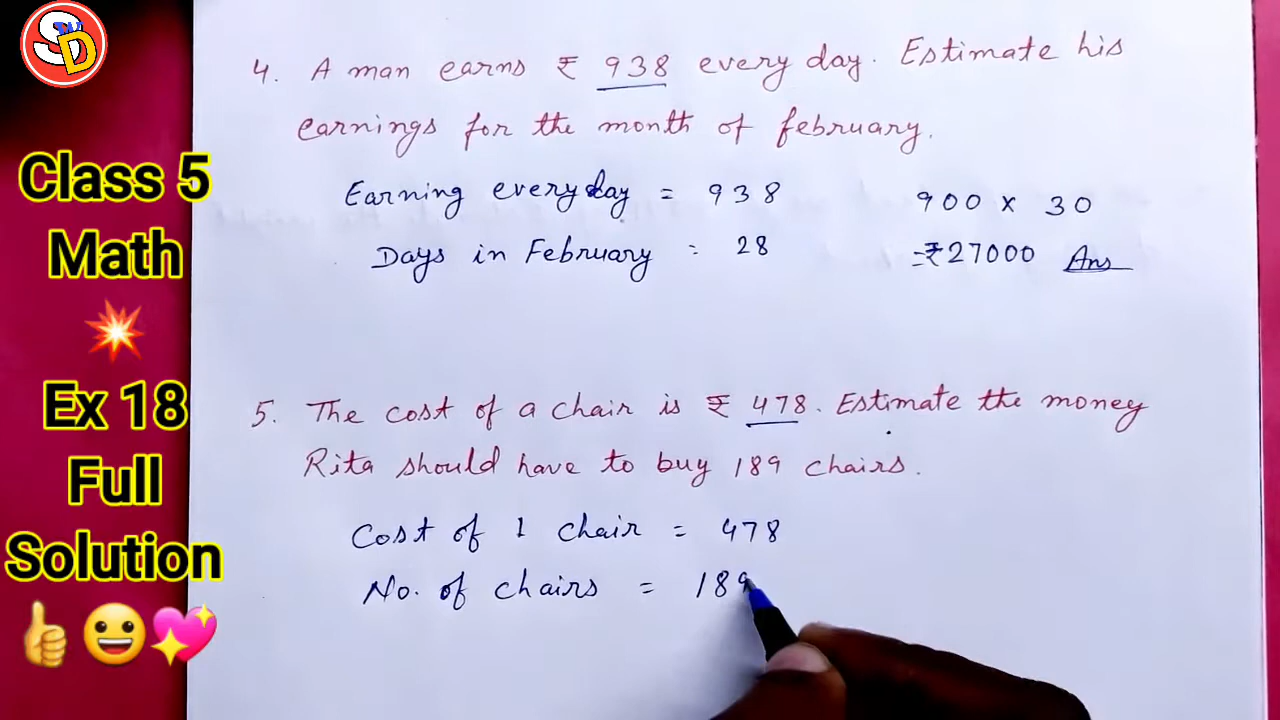 SWD
Class 5
Math
Ex 18
Full
Solution
4. A man earns ₹ 938 every day. Estimate his
earnings for the month of february.
Earning everyday = 938
Days in February : 28
900 x 30
=₹27000 Ans
5. The cost of a chair is ₹ 478. Estimate the money
Rita should have to buy 189 chairs.
Cost of 1 chair = 478
No. of chairs = 189